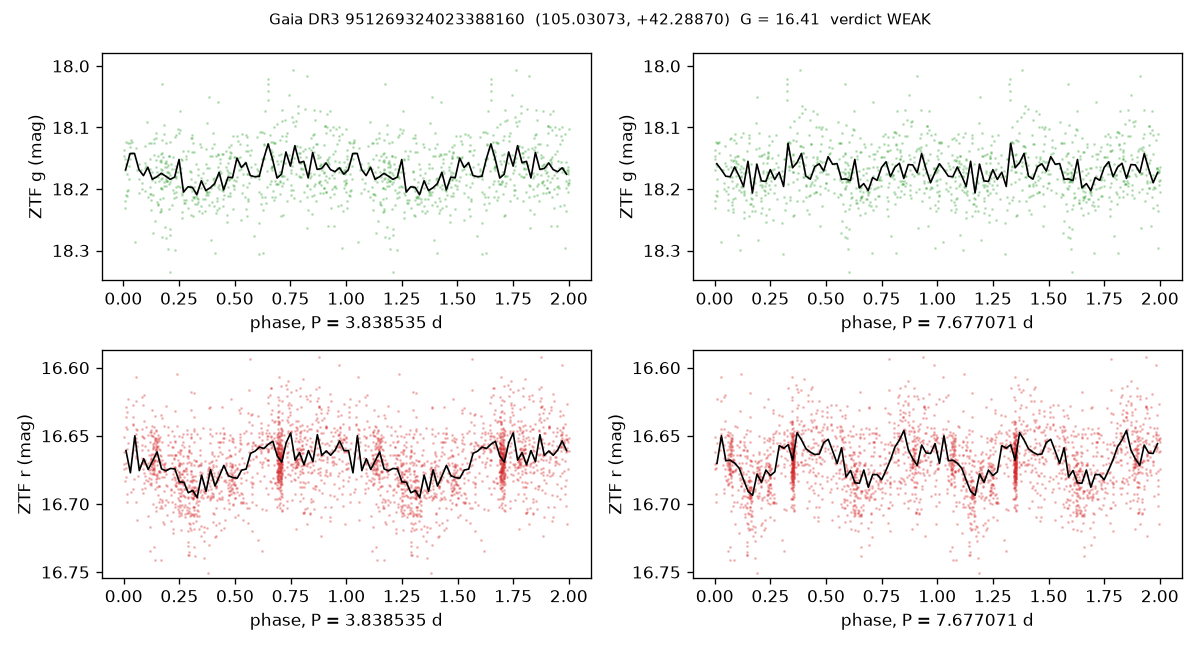 Gaia DR3 951269324023388160 (105.03073, +42.28870) G = 16.41 verdict WEAK
ZTF g (mag)
18.0
18.1
18.2
18.3
0.00 0.25 0.50 0.75 1.00 1.25 1.50 1.75 2.00
phase, P = 3.838535 d
ZTF g (mag)
18.0
18.1
18.2
18.3
0.00 0.25 0.50 0.75 1.00 1.25 1.50 1.75 2.00
phase, P = 7.677071 d
ZTF r (mag)
16.60
16.65
16.70
16.75
0.00 0.25 0.50 0.75 1.00 1.25 1.50 1.75 2.00
phase, P = 3.838535 d
ZTF r (mag)
16.60
16.65
16.70
16.75
0.00 0.25 0.50 0.75 1.00 1.25 1.50 1.75 2.00
phase, P = 7.677071 d